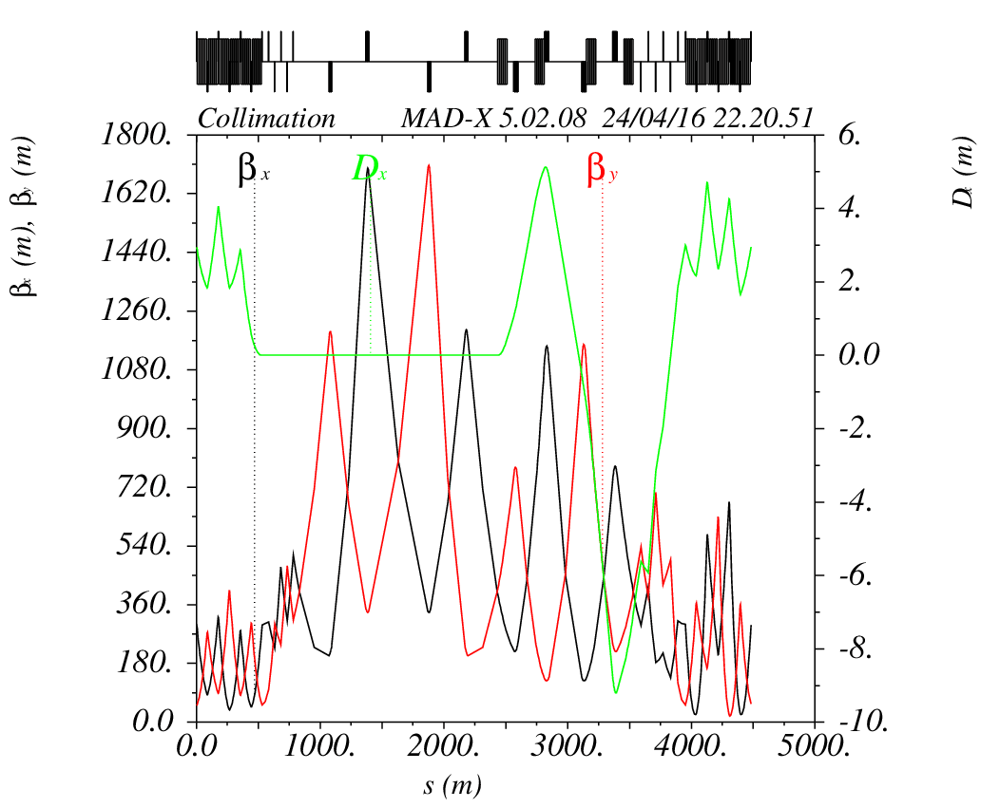 Collimation MAD-X 5.02.08 24/04/16 22.20.51
βx (m), βy (m)
1800.
1620.
1440.
1260.
1080.
900.
720.
540.
360.
180.
0.0
βx
Dx
βy
6.
4.
2.
0.0
-2.
-4.
-6.
-8.
-10.
Dx (m)
0.0 1000. 2000. 3000. 4000. 5000.
s (m)